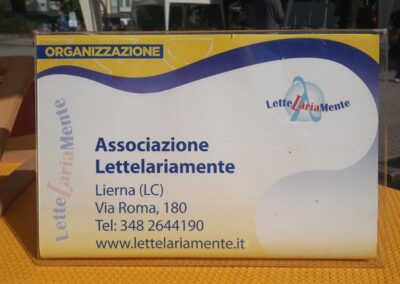 ORGANIZZAZIONE
LetteLariaMente
LetteLariaMente
Associazione
Lettelariamente
Lierna (LC)
Via Roma, 180
Tel: 348 2644190
www.lettelariamente.it